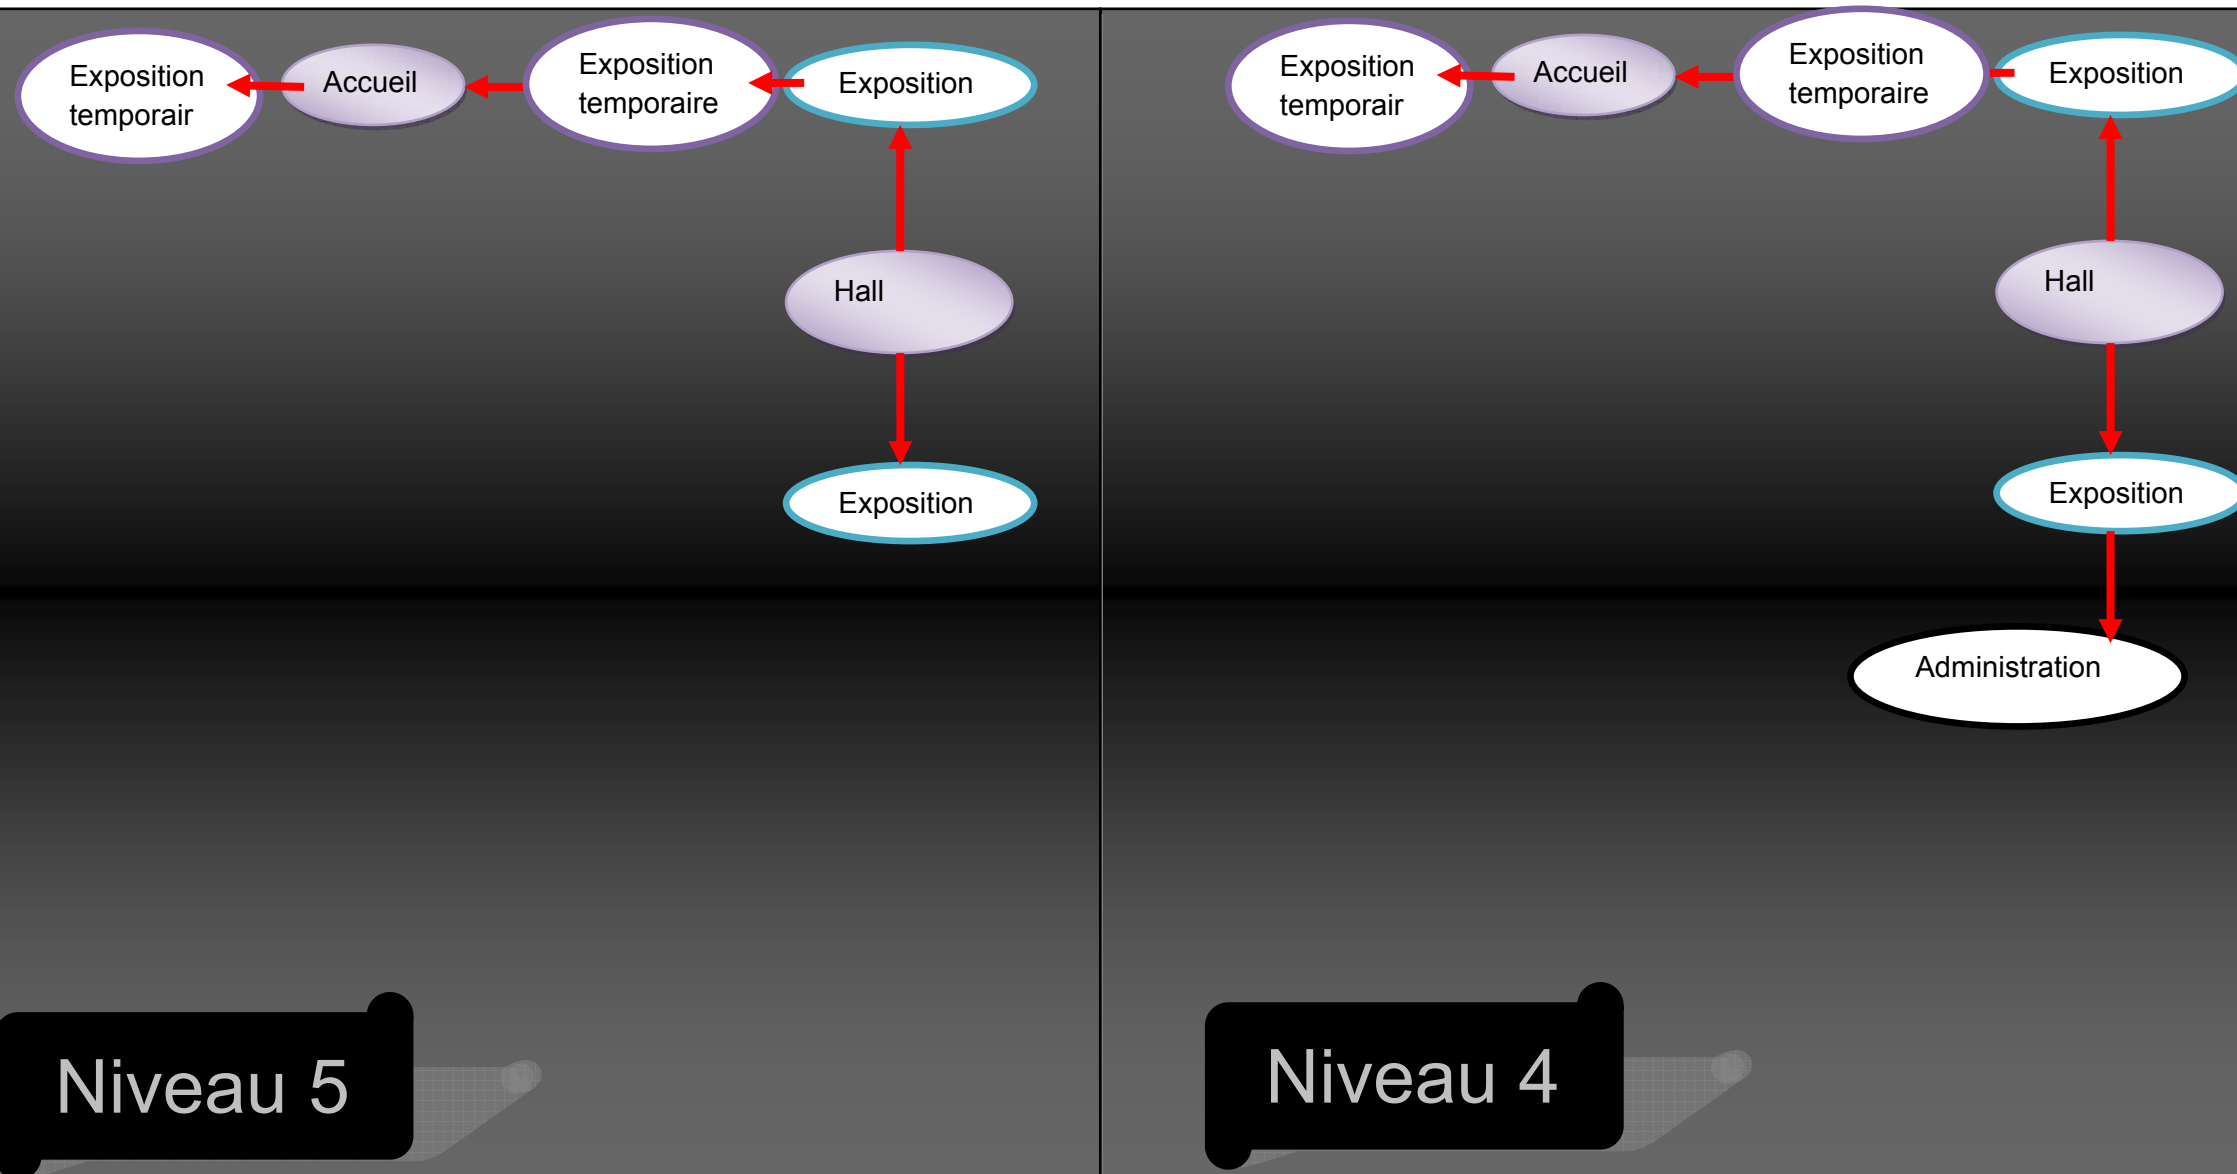 Exposition
temporair
Accueil
Exposition
temporaire
Exposition
Hall
Exposition
Niveau 5
Exposition
temporair
Accueil
Exposition
temporaire
Exposition
Hall
Exposition
Administration
Niveau 4